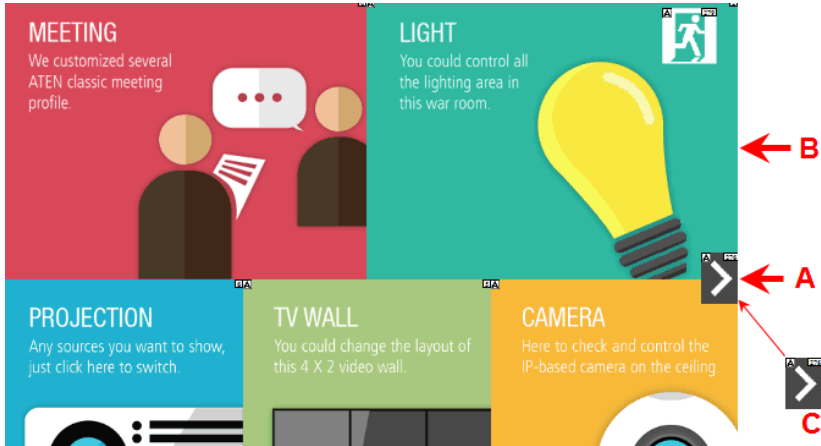 MEETING
We customized several
ATEN classic meeting
profile.
LIGHT
You could control all
the lighting area in
this war room.
A
B
A
A
PROJECTION
Any sources you want to show,
just click here to switch.
TV WALL
You could change the layout of
this 4 X 2 video wall.
CAMERA
Here to check and control the
IP-based camera on the ceiling.
A
C